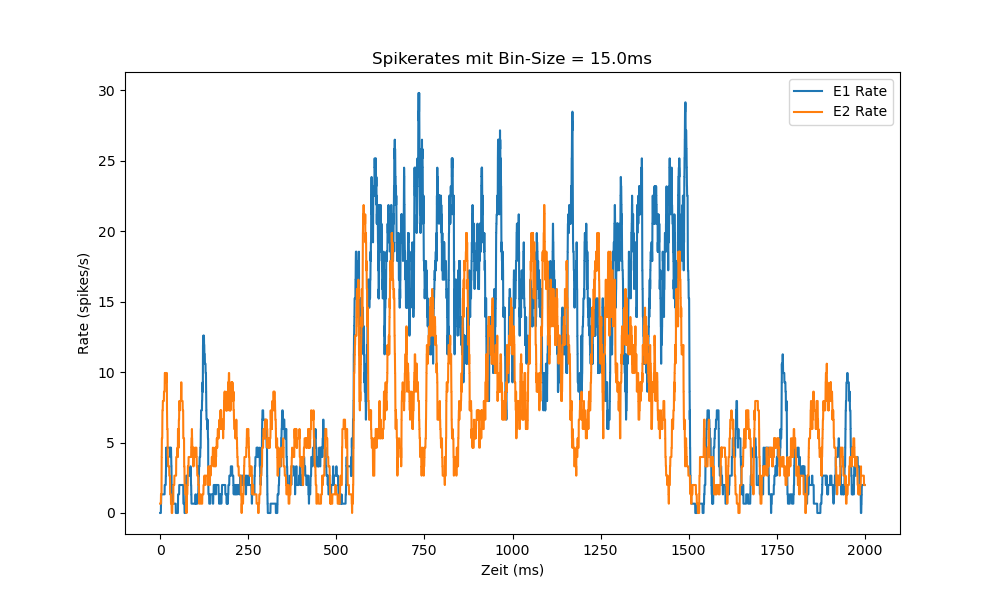 Spikerates mit Bin-Size = 15.0ms
E1 Rate
E2 Rate
Rate (spikes/s)
30
25
20
15
10
5
0
0 250 500 750 1000 1250 1500 1750 2000
Zeit (ms)